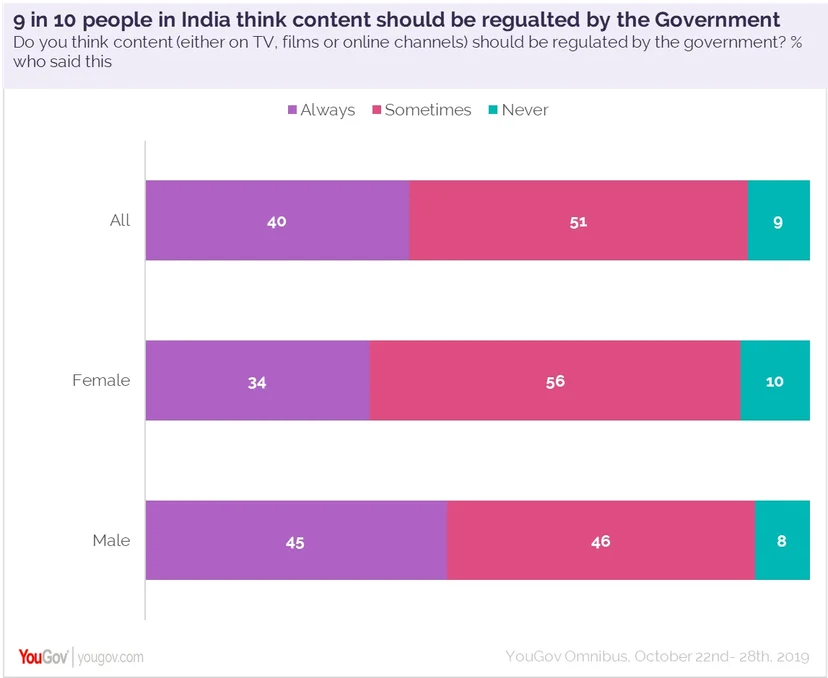 9 in 10 people in India think content should be regualted by the Government
Do you think content (either on TV, films or online channels) should be regulated by the government? %
who said this
Always Sometimes Never
All 40 51 9
Female 34 56 10
Male 45 46 8
YouGov yougov.com YouGov Omnibus, October 22nd- 28th, 2019